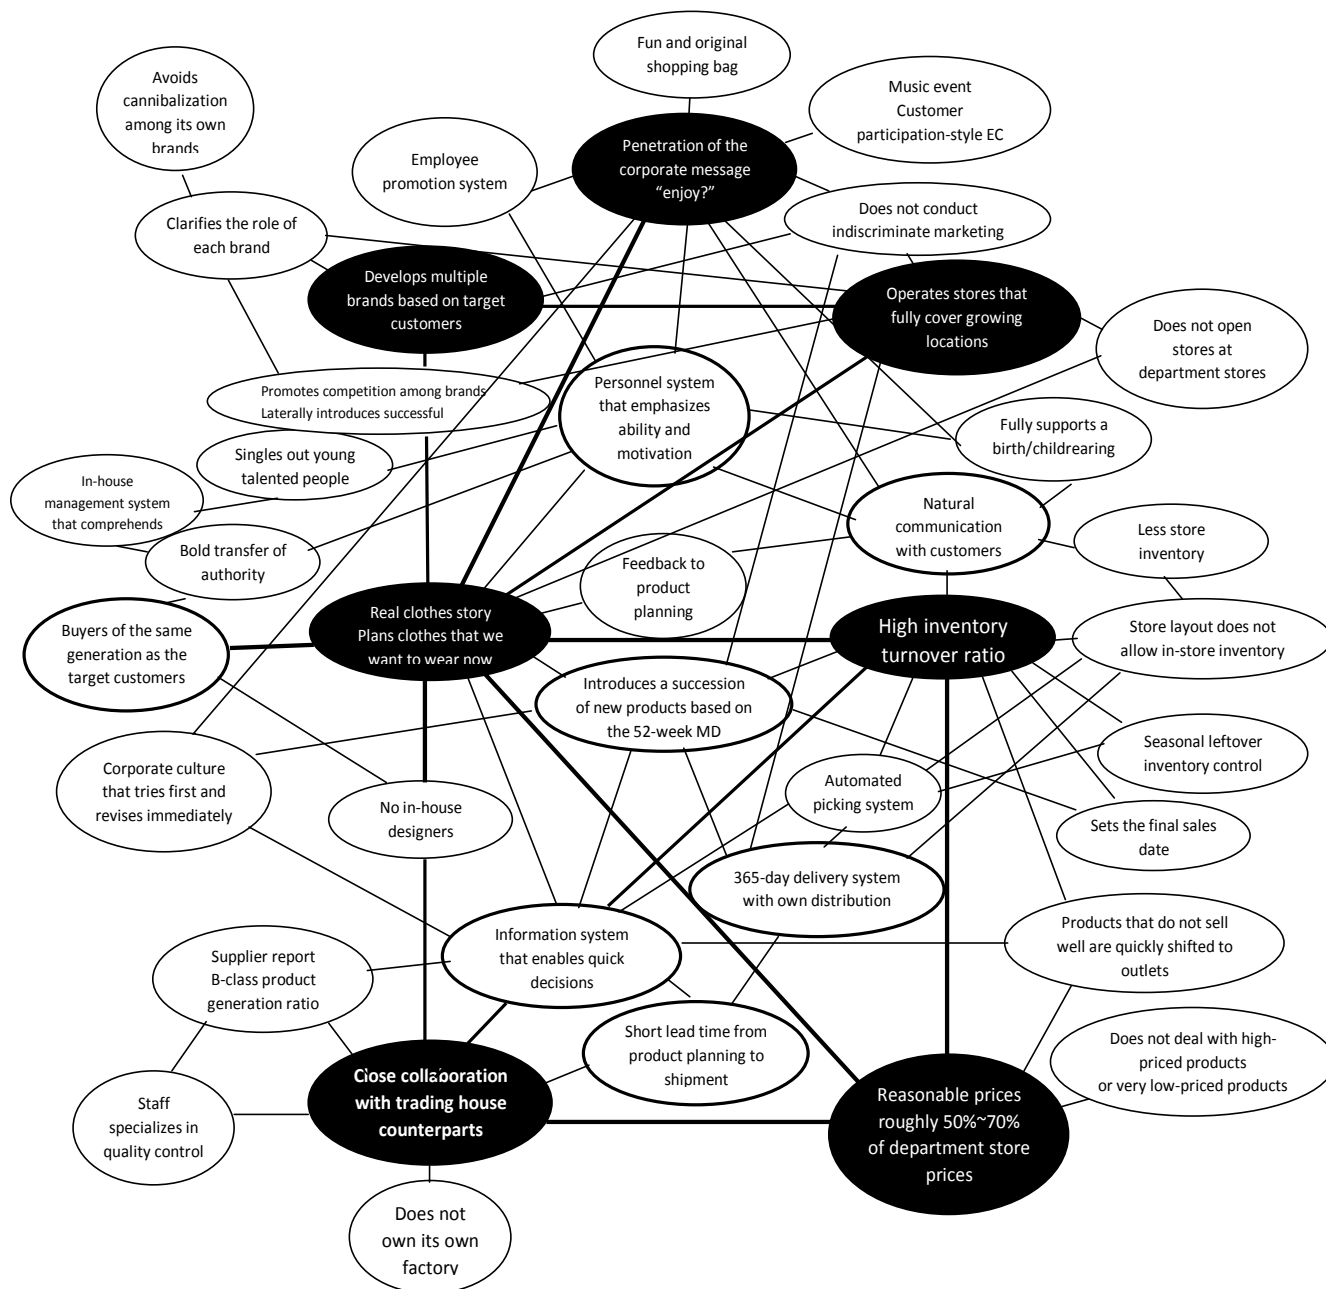 Fun and original
shopping bag
Avoids
cannibalization
among its own
brands
Music event
Customer
participation-style EC
Penetration of the
corporate message
“enjoy?”
Employee
promotion system
Clarifies the role of
each brand
Does not conduct
indiscriminate marketing
Develops multiple
brands based on target
customers
Operates stores that
fully cover growing
locations
Does not open
stores at
department stores
Promotes competition among brands
Laterally introduces successful
Personnel system
that emphasizes
ability and
motivation
Fully supports a
birth/childrearing
Singles out young
talented people
In-house
management system
that comprehends
Natural
communication
with customers
Less store
inventory
Bold transfer of
authority
Feedback to
product
planning
Real clothes story
Plans clothes that we
want to wear now
High inventory
turnover ratio
Store layout does not
allow in-store inventory
Buyers of the same
generation as the
target customers
Introduces a succession
of new products based on
the 52-week MD
Seasonal leftover
inventory control
Corporate culture
that tries first and
revises immediately
Automated
picking system
No in-house
designers
Sets the final sales
date
365-day delivery system
with own distribution
Information system
that enables quick
decisions
Products that do not sell
well are quickly shifted to
outlets
Supplier report
B-class product
generation ratio
Short lead time from
product planning to
shipment
Does not deal with high-
priced products
or very low-priced products
Close collaboration
with trading house
counterparts
Reasonable prices
roughly 50%~70%
of department store
prices
Staff
specializes in
quality control
Does not
own its own
factory